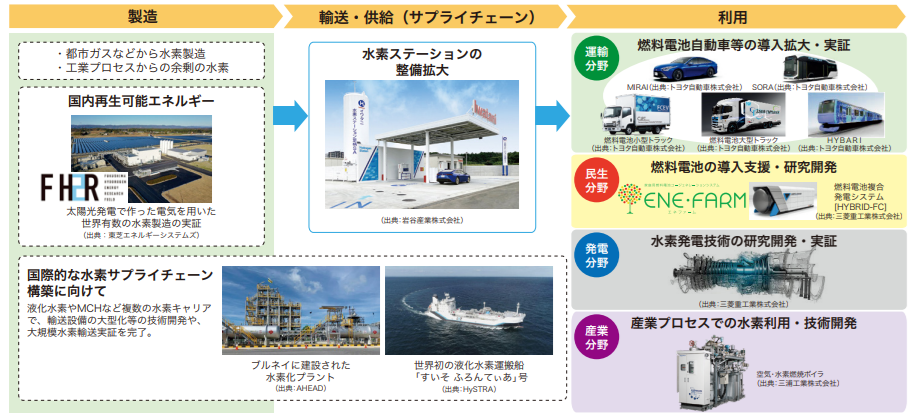 製造
輸送・供給（サプライチェーン）
利用
・都市ガスなどから水素製造
・工業プロセスからの余剰の水素
国内再生可能エネルギー
FH2R
FUKUSHIMA
HYDROGEN
ENERGY
RESEARCH
FIELD
太陽光発電で作った電気を用いた
世界有数の水素製造の実証
（出典：東芝エネルギーシステムズ）
水素ステーションの
整備拡大
（出典：岩谷産業株式会社）
国際的な水素サプライチェーン
構築に向けて
液化水素やMCHなど複数の水素キャリア
で、輸送設備の大型化等の技術開発や、
大規模水素輸送実証を完了。
ブルネイに建設された
水素化プラント
（出典：AHEAD）
世界初の液化水素運搬船
「すいそ ふろんてぃあ」号
（出典：HySTRA）
運輸
分野
燃料電池自動車等の導入拡大・実証
MIRAI（出典：トヨタ自動車株式会社）
SORA（出典：トヨタ自動車株式会社）
燃料電池小型トラック
（出典：トヨタ自動車株式会社）
燃料電池大型トラック
（出典：トヨタ自動車株式会社）
HYBARI
（出典：トヨタ自動車株式会社）
民生
分野
燃料電池の導入支援・研究開発
ENE・FARM
エネファーム
燃料電池複合
発電システム
[HYBRID-FC]
（出典：三菱重工業株式会社）
発電
分野
水素発電技術の研究開発・実証
（出典：三菱重工業株式会社）
産業
分野
産業プロセスでの水素利用・技術開発
空気・水素燃焼ボイラ
（出典：三浦工業株式会社）